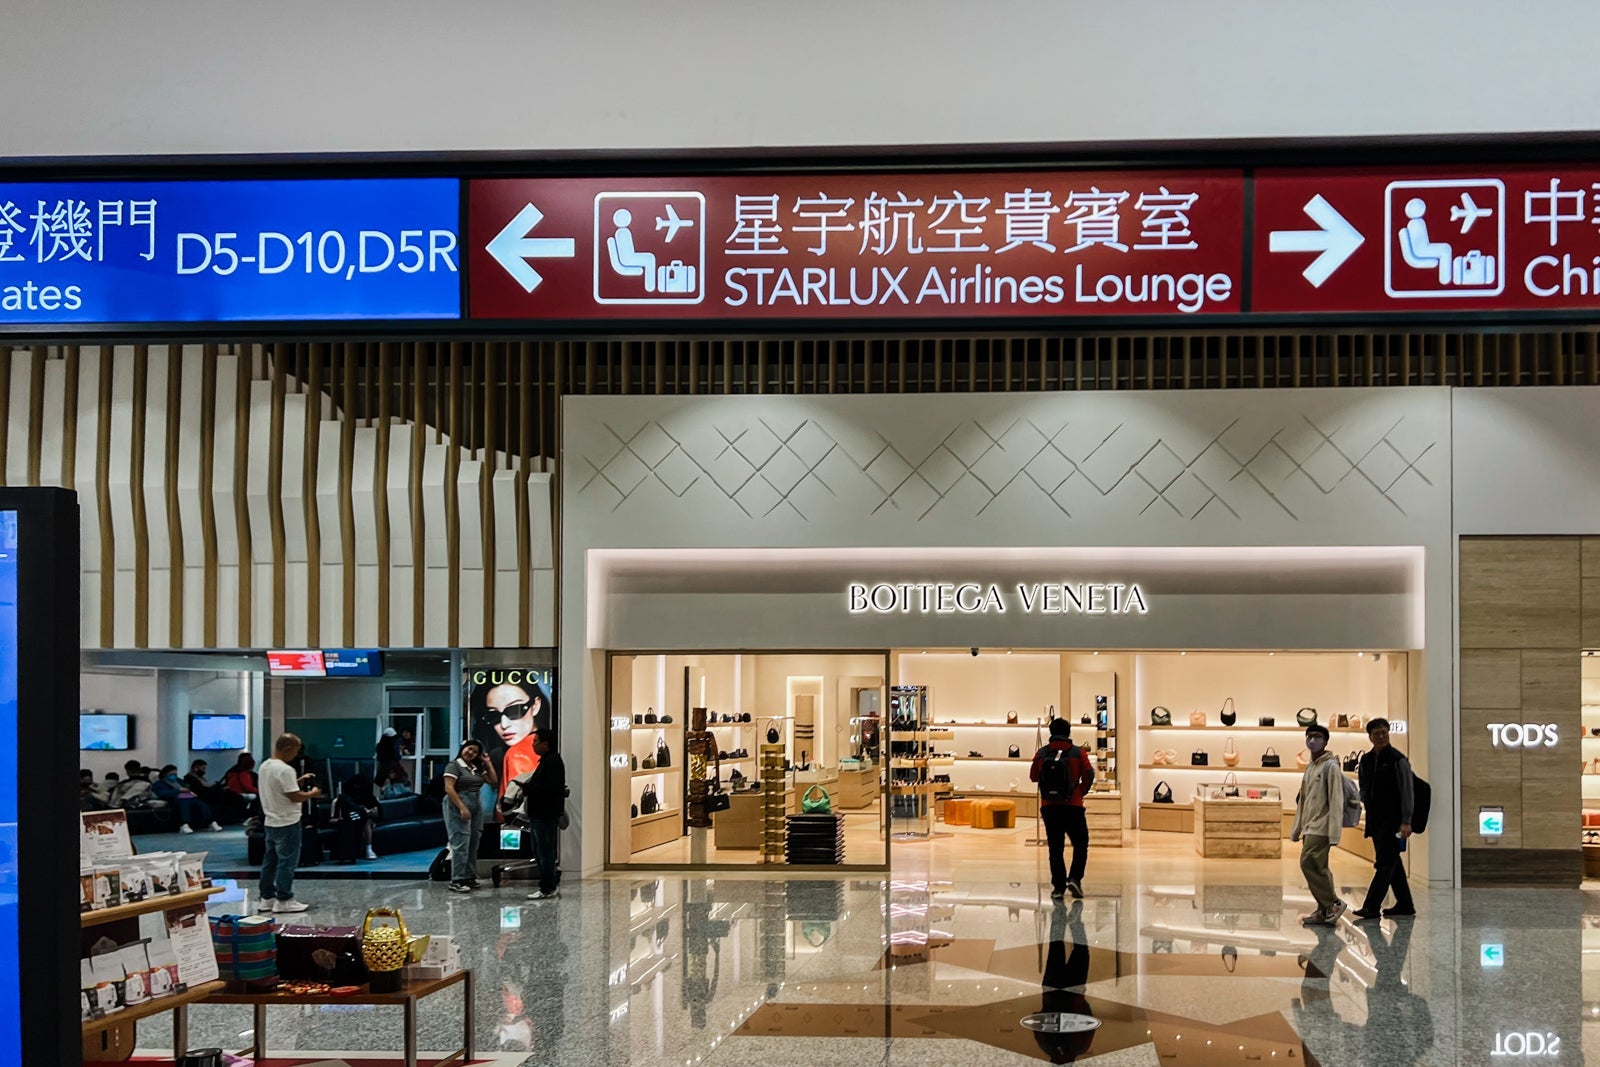 登機門 D5-D10,D5R
ates
星宇航空貴賓室
STARLUX Airlines Lounge
中
Chi
BOTTEGA VENETA
GUCCI
TOD'S